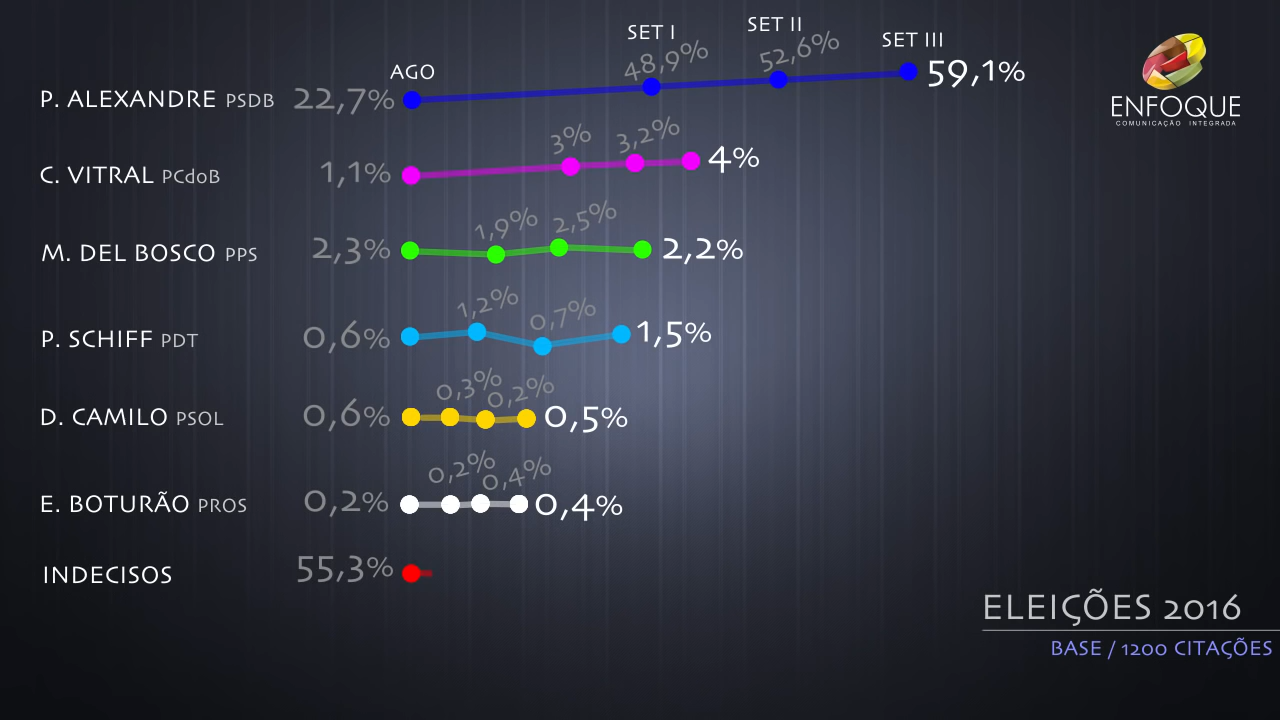 AGO SET I SET II SET III
P. ALEXANDRE PSDB 22,7% 48,9% 52,6% 59,1%
C. VITRAL PCdoB 1,1% 3% 3,2% 4%
M. DEL BOSCO PPS 2,3% 1,9% 2,5% 2,2%
P. SCHIFF PDT 0,6% 1,2% 0,7% 1,5%
D. CAMILO PSOL 0,6% 0,3% 0,2% 0,5%
E. BOTURÃO PROS 0,2% 0,2% 0,4% 0,4%
INDECISOS 55,3%
ENFOQUE
COMUNICAÇÃO INTEGRADA
ELEIÇÕES 2016
BASE / 1200 CITAÇÕES